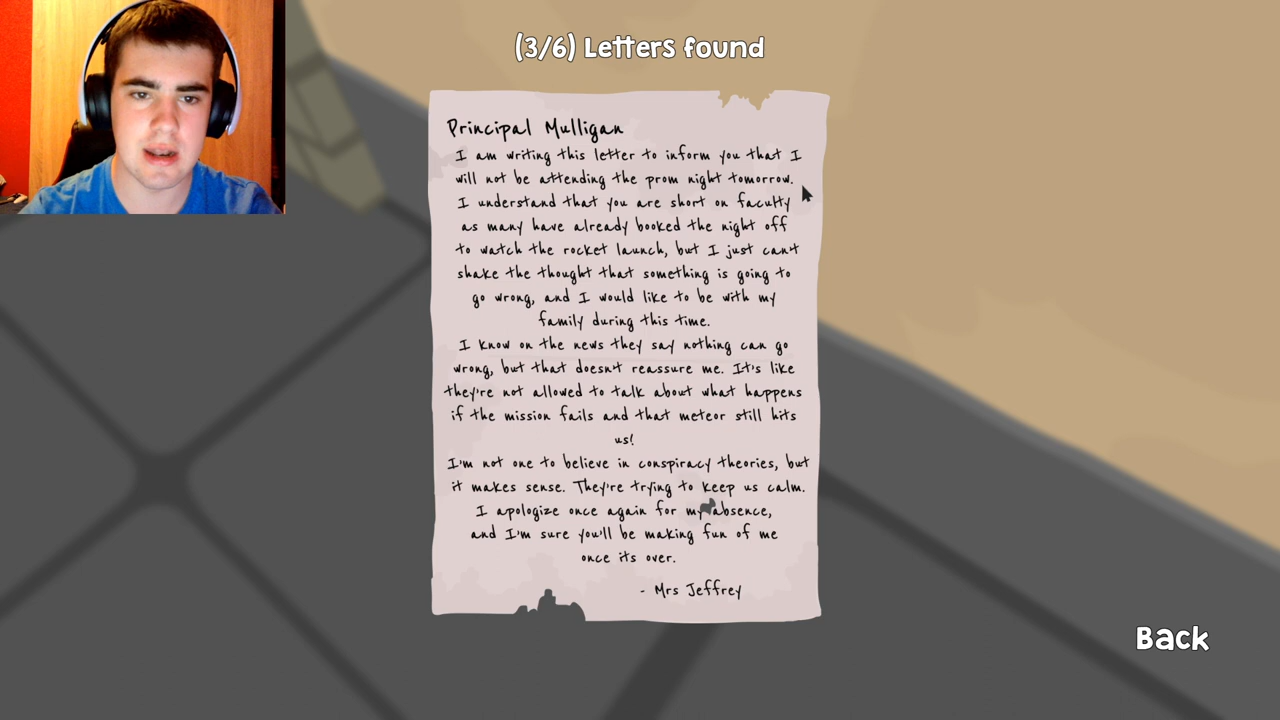 (3/6) Letters found
Principal Mulligan
I am writing this letter to inform you that I
will not be attending the prom night tomorrow.
I understand that you are short on faculty
as many have already booked the night off
to watch the rocket launch, but I just can't
shake the thought that something is going to
go wrong, and I would like to be with my
family during this time.
I know on the news they say nothing can go
wrong, but that doesn't reassure me. It's like
they're not allowed to talk about what happens
if the mission fails and that meteor still hits
us!
I'm not one to believe in conspiracy theories, but
it makes sense. They're trying to keep us calm.
I apologize once again for my absence,
and I'm sure you'll be making fun of me
once its over.
- Mrs Jeffrey
Back